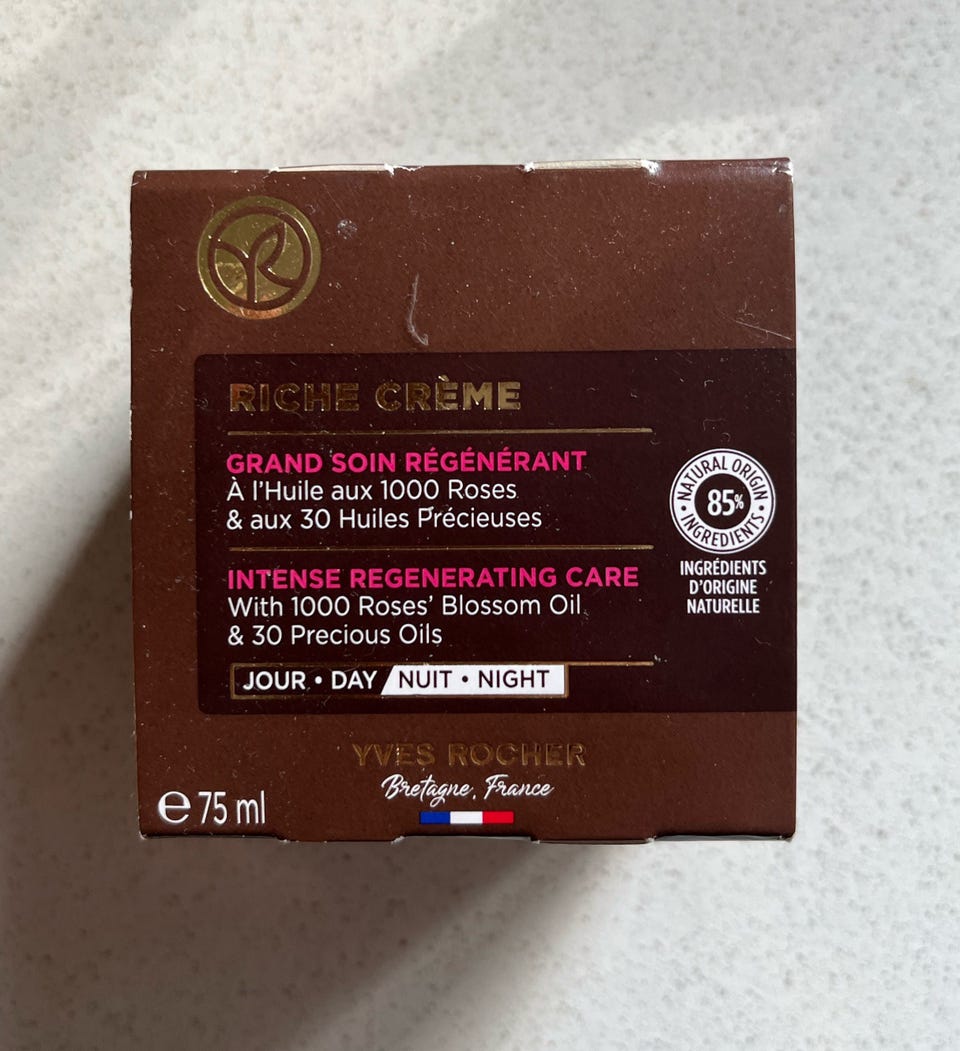 RICHE CRÈME
GRAND SOIN RÉGÉNÉRANT
À l'Huile aux 1000 Roses
& aux 30 Huiles Précieuses
INTENSE REGENERATING CARE
With 1000 Roses' Blossom Oil
& 30 Precious Oils
JOUR • DAY NUIT • NIGHT
NATURAL ORIGIN
85%
• INGREDIENTS •
INGRÉDIENTS
D'ORIGINE
NATURELLE
YVES ROCHER
Bretagne, France
e 75 ml